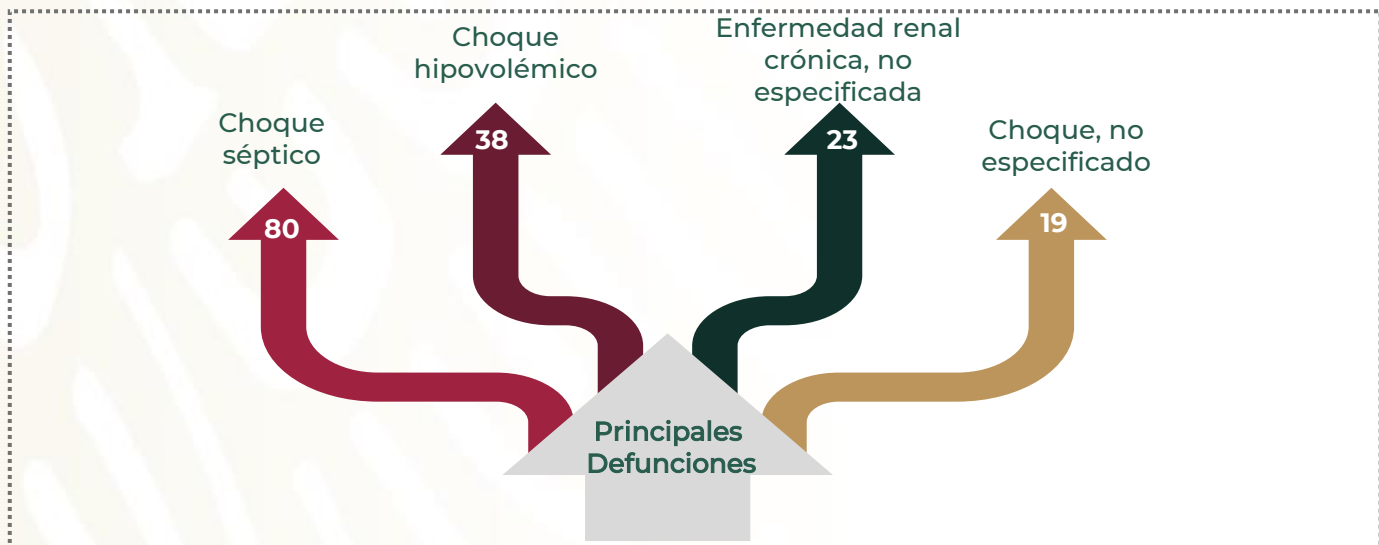 Choque
séptico
80
Choque
hipovolémico
38
Enfermedad renal
crónica, no
especificada
23
Choque, no
especificado
19
Principales
Defunciones